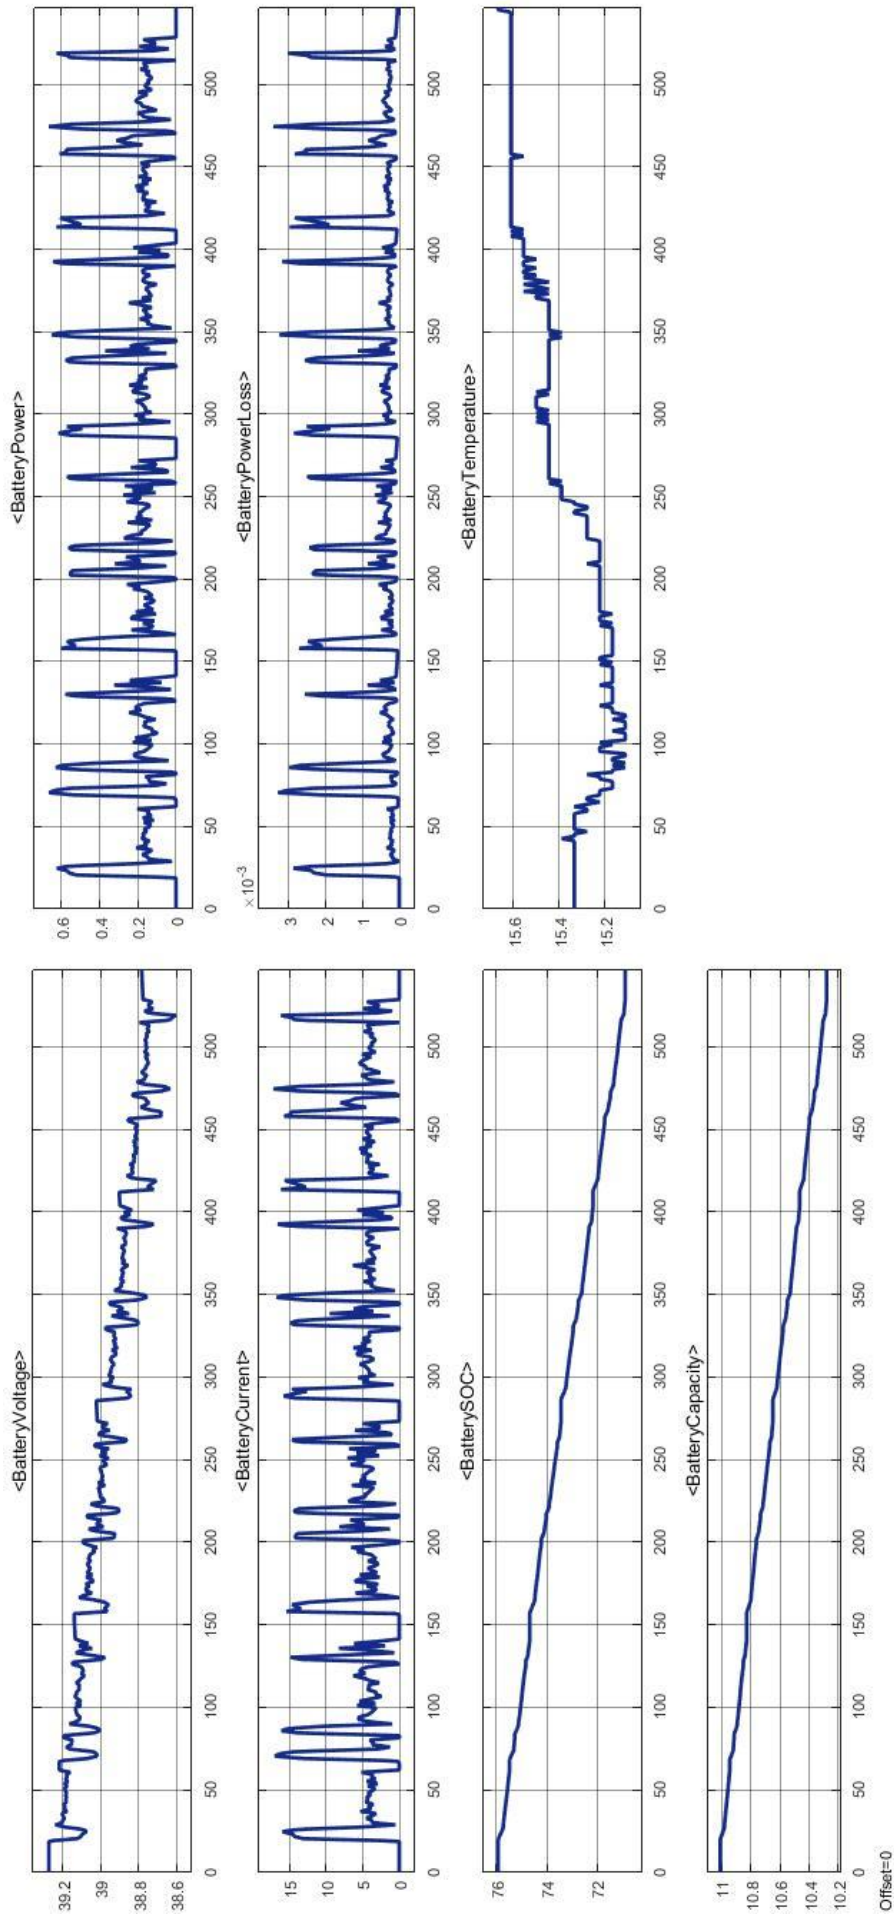 <BatteryVoltage>
39.2
39
38.8
38.6
0 50 100 150 200 250 300 350 400 450 500
<BatteryCurrent>
15
10
5
0
0 50 100 150 200 250 300 350 400 450 500
<BatterySOC>
76
74
72
0 50 100 150 200 250 300 350 400 450 500
<BatteryCapacity>
11
10.8
10.6
10.4
10.2
0 50 100 150 200 250 300 350 400 450 500
Offset=0
<BatteryPower>
0.6
0.4
0.2
0
0 50 100 150 200 250 300 350 400 450 500
<BatteryPowerLoss>
×10⁻³
3
2
1
0
0 50 100 150 200 250 300 350 400 450 500
<BatteryTemperature>
15.6
15.4
15.2
0 50 100 150 200 250 300 350 400 450 500